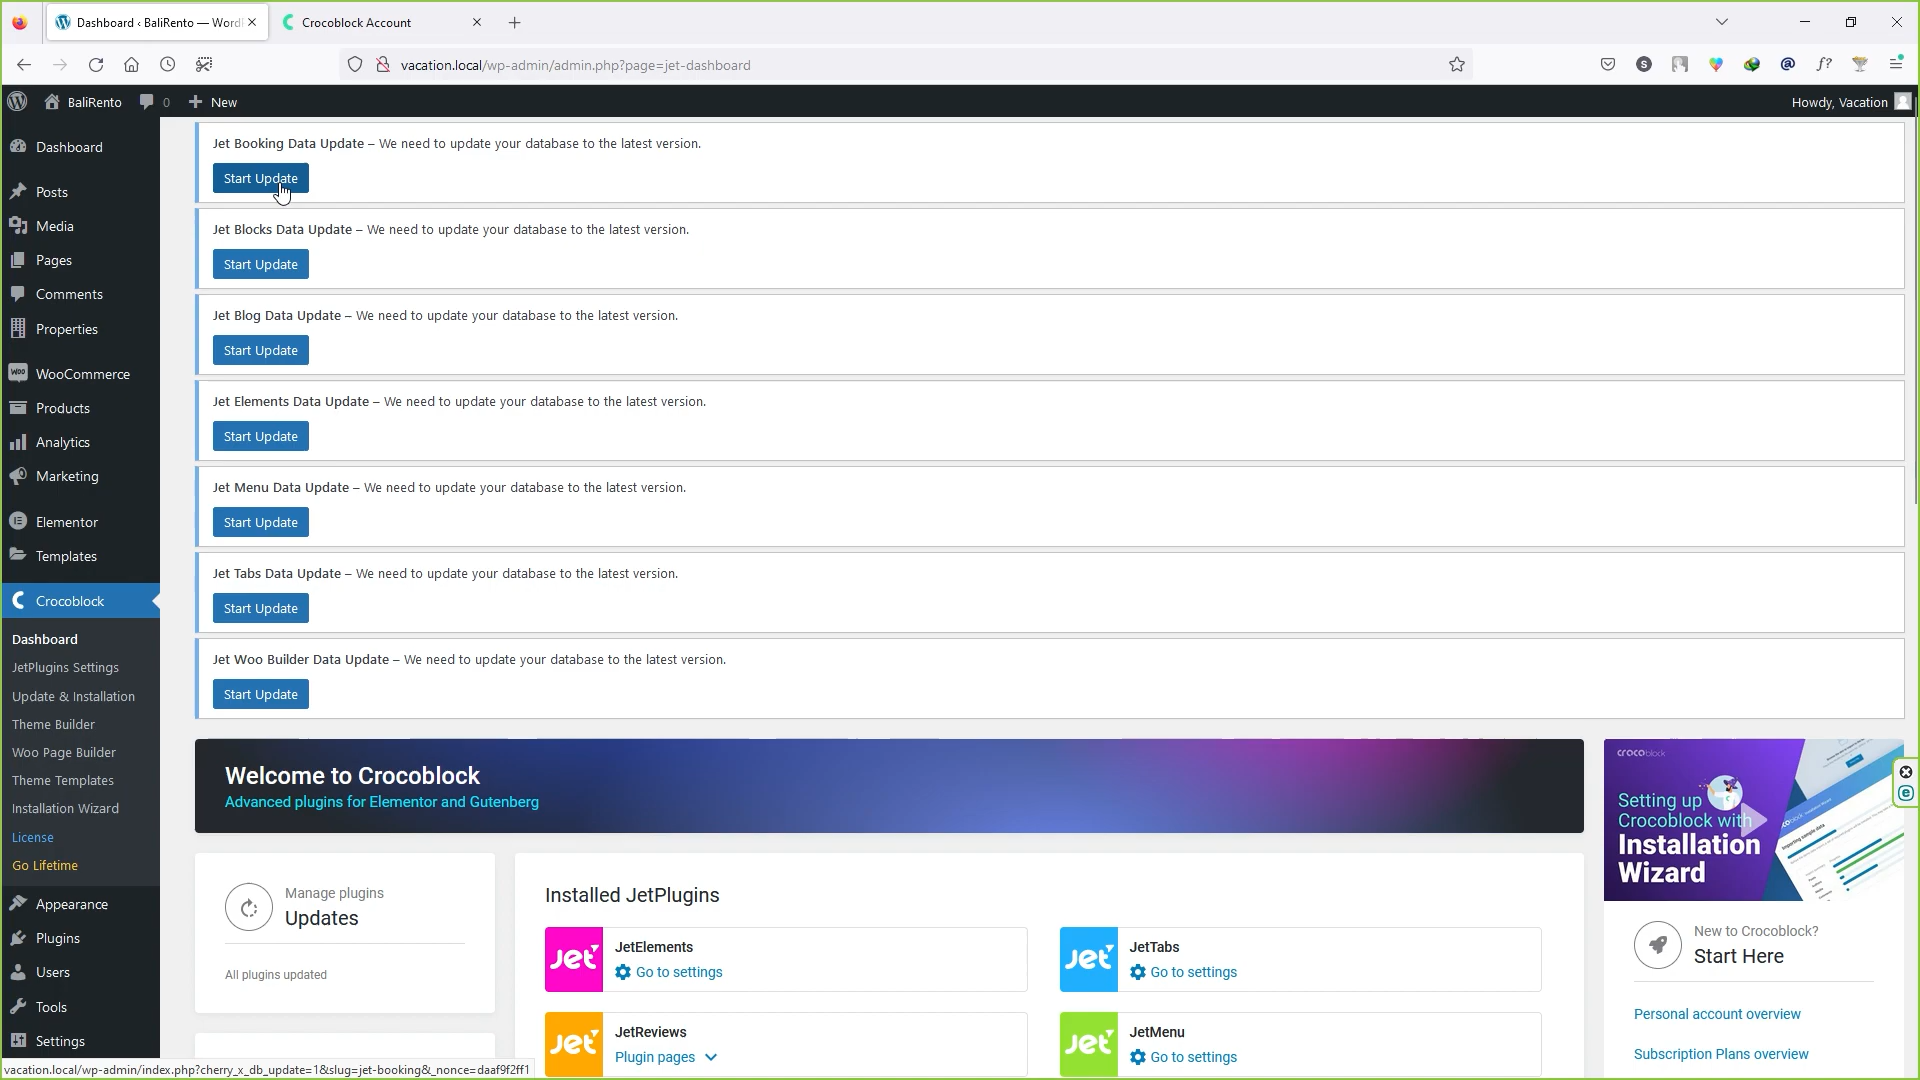 Dashboard ‹ BaliRento — Word
Crocoblock Account
vacation.local/wp-admin/admin.php?page=jet-dashboard
BaliRento
0
New
Howdy, Vacation
Dashboard
Posts
Media
Pages
Comments
Properties
WooCommerce
Products
Analytics
Marketing
Elementor
Templates
Crocoblock
Dashboard
JetPlugins Settings
Update & Installation
Theme Builder
Woo Page Builder
Theme Templates
Installation Wizard
License
Go Lifetime
Appearance
Plugins
Users
Tools
Settings
Jet Booking Data Update – We need to update your database to the latest version.
Start Update
Jet Blocks Data Update – We need to update your database to the latest version.
Start Update
Jet Blog Data Update – We need to update your database to the latest version.
Start Update
Jet Elements Data Update – We need to update your database to the latest version.
Start Update
Jet Menu Data Update – We need to update your database to the latest version.
Start Update
Jet Tabs Data Update – We need to update your database to the latest version.
Start Update
Jet Woo Builder Data Update – We need to update your database to the latest version.
Start Update
Welcome to Crocoblock
Advanced plugins for Elementor and Gutenberg
Manage plugins
Updates
All plugins updated
Installed JetPlugins
Jet
JetElements
Go to settings
Jet
JetTabs
Go to settings
Jet
JetReviews
Plugin pages
Jet
JetMenu
Go to settings
crocoblock
Setting up
Crocoblock with
Installation
Wizard
New to Crocoblock?
Start Here
Personal account overview
Subscription Plans overview
vacation.local/wp-admin/index.php?cherry_x_db_update=1&slug=jet-booking&_nonce=daaf9f2ff1